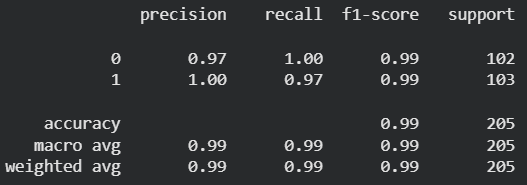 precision recall f1-score support
0 0.97 1.00 0.99 102
1 1.00 0.97 0.99 103
accuracy 0.99 205
macro avg 0.99 0.99 0.99 205
weighted avg 0.99 0.99 0.99 205